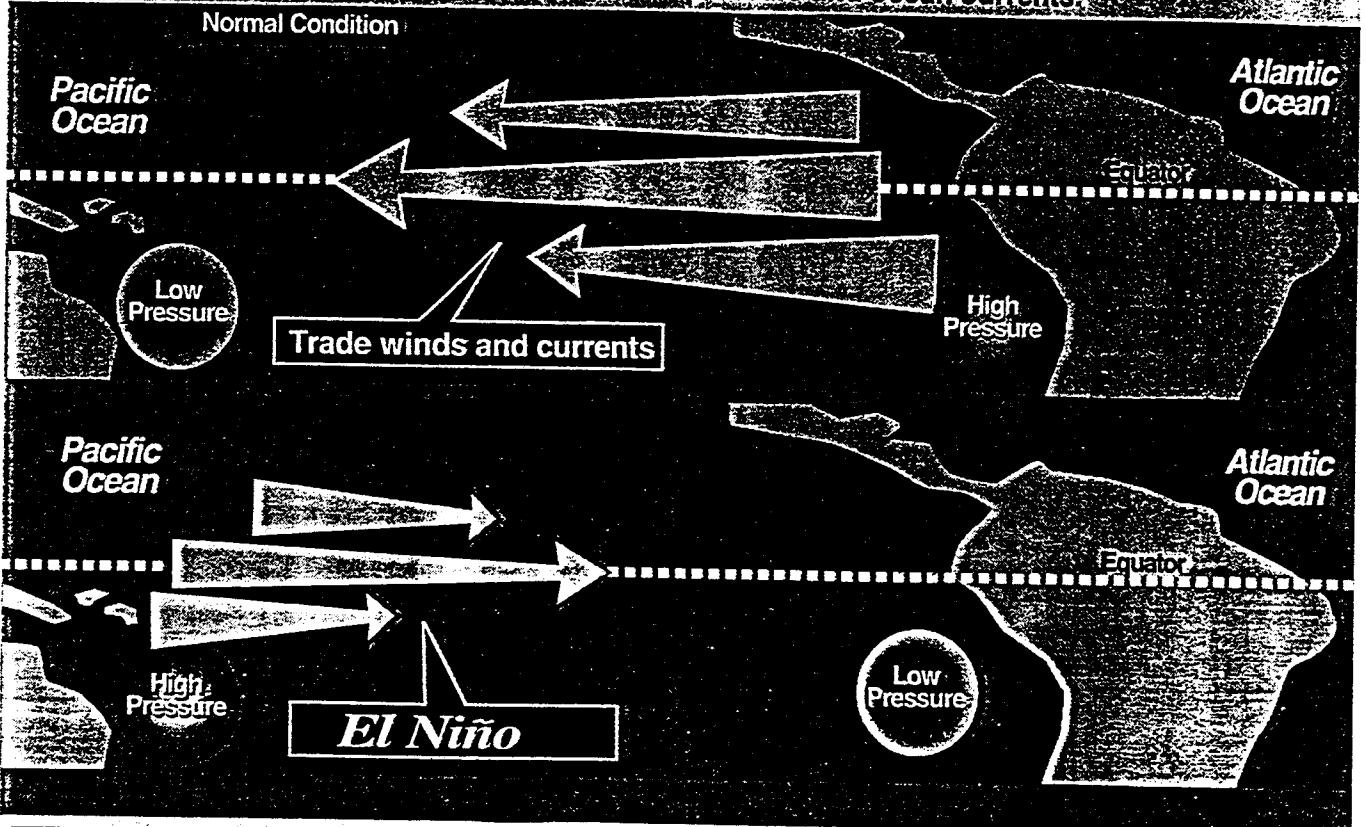 Normal Condition
Pacific
Ocean
Atlantic
Ocean
Equator
Low
Pressure
High
Pressure
Trade winds and currents
Pacific
Ocean
Atlantic
Ocean
Equator
High
Pressure
Low
Pressure
El Niño